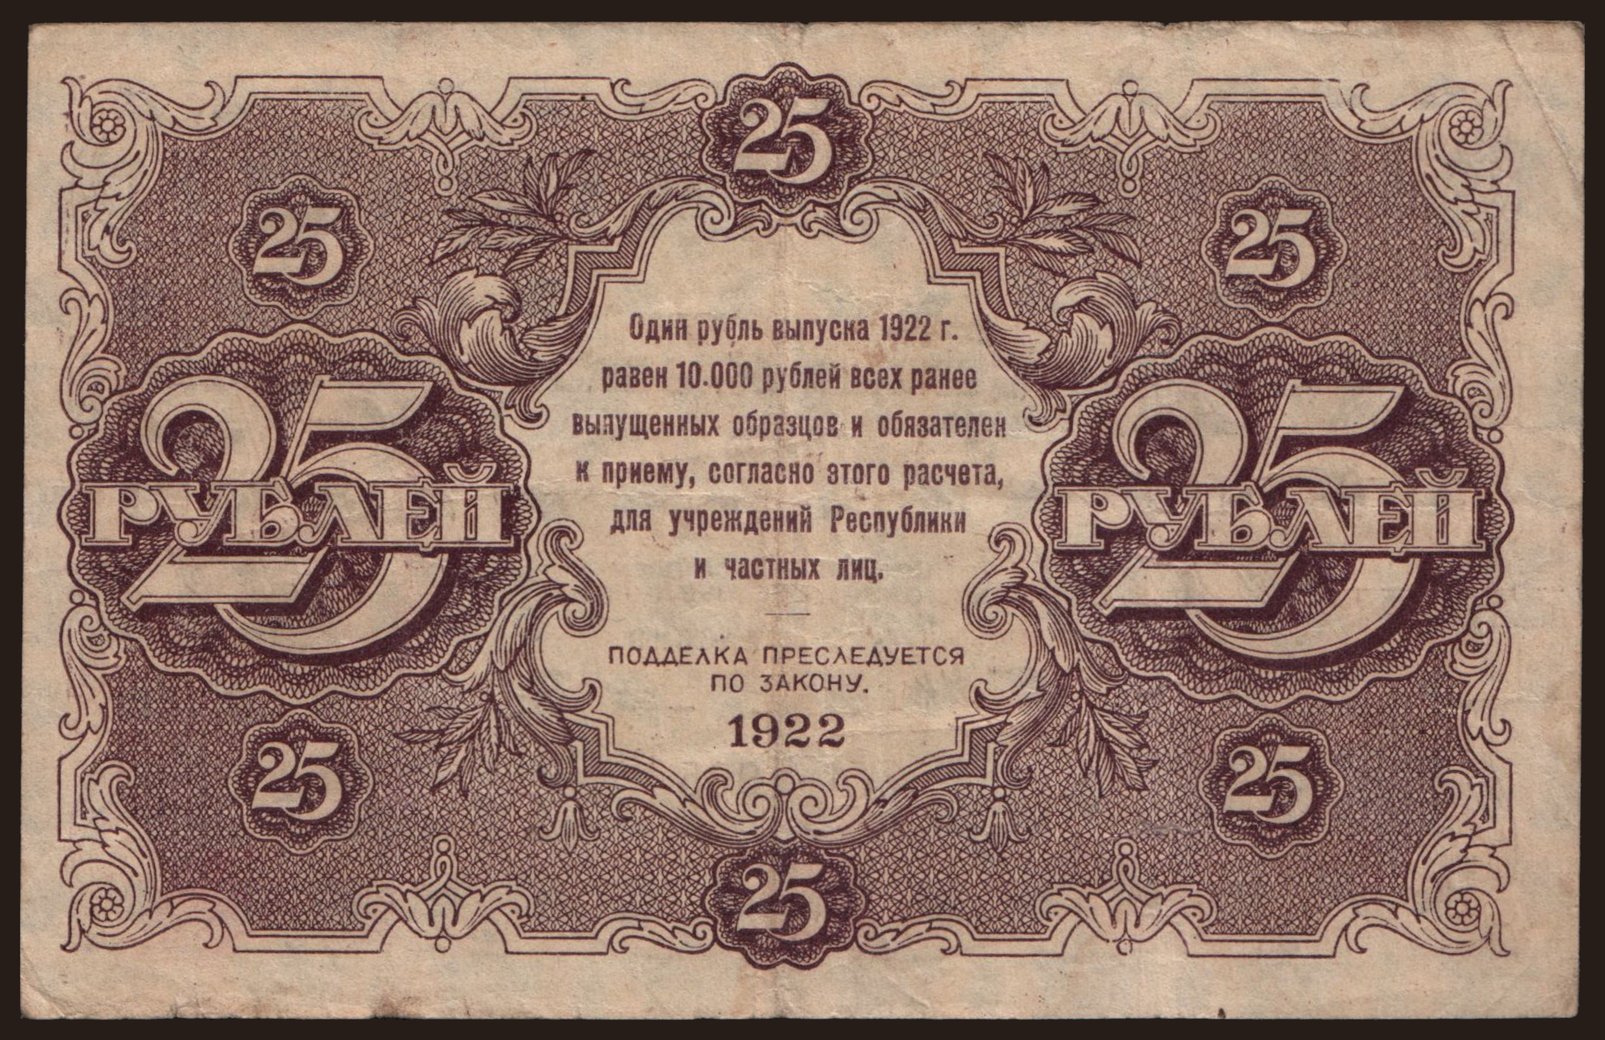 25
25
25
Один рубль выпуска 1922 г.
равен 10.000 рублей всех ранее
выпущенных образцов и обязателен
к приему, согласно этого расчета,
для учреждений Республики
и частных лиц.
25 РУБЛЕЙ
25 РУБЛЕЙ
ПОДДЕЛКА ПРЕСЛЕДУЕТСЯ
ПО ЗАКОНУ.
1922
25
25
25